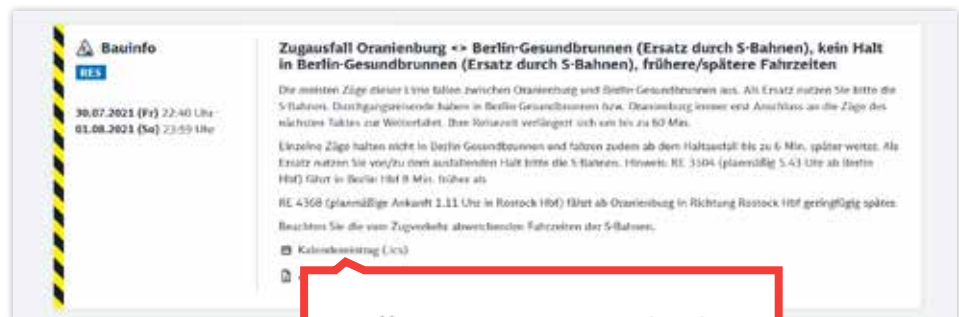 Bauinfo
RE5
30.07.2021 (Fr) 22:40 Uhr -
01.08.2021 (So) 23:59 Uhr
Zugausfall Oranienburg <> Berlin-Gesundbrunnen (Ersatz durch S-Bahnen), kein Halt
in Berlin-Gesundbrunnen (Ersatz durch S-Bahnen), frühere/spätere Fahrzeiten
Die meisten Züge dieser Linie fallen zwischen Oranienburg und Berlin-Gesundbrunnen aus. Als Ersatz nutzen Sie bitte die
S-Bahnen. Durchgangsreisende haben in Berlin-Gesundbrunnen bzw. Oranienburg immer erst Anschluss an die Züge des
nächsten Taktes zur Weiterfahrt. Ihre Reisezeit verlängert sich um bis zu 60 Min.
Einzelne Züge halten nicht in Berlin-Gesundbrunnen und fahren zudem ab dem Haltausfall bis zu 6 Min. später weiter. Als
Ersatz nutzen Sie von/zu dem ausfallenden Halt bitte die S-Bahnen. Hinweis: RE 3504 (planmäßig 5.43 Uhr ab Berlin
Hbf) fährt in Berlin Hbf 8 Min. früher ab.
RE 4368 (planmäßige Ankunft 1.11 Uhr in Rostock Hbf) fährt ab Oranienburg in Richtung Rostock Hbf geringfügig später.
Beachten Sie die vom Zugverkehr abweichenden Fahrzeiten der S-Bahnen.
Kalendereintrag (.ics)